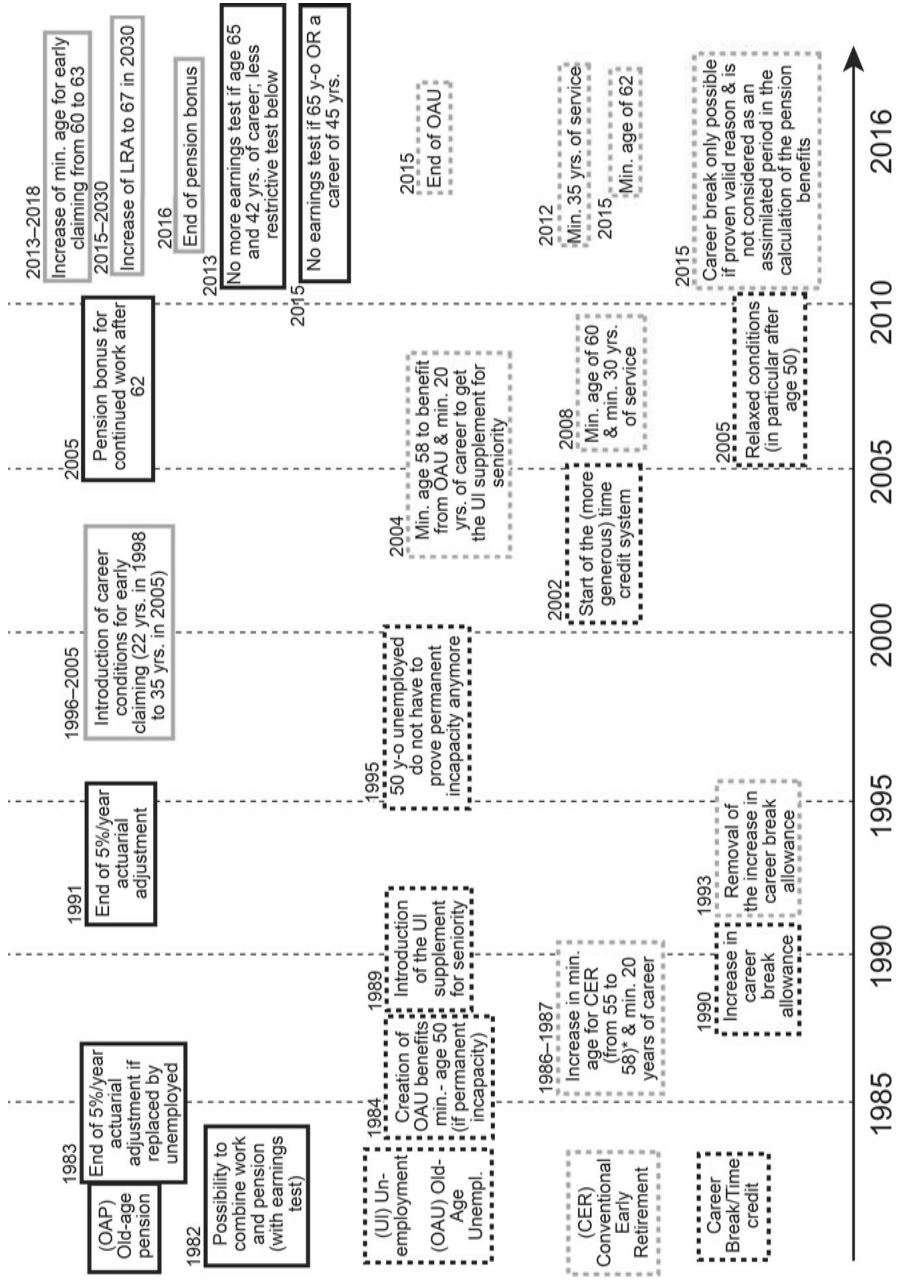 (OAP)
Old-age
pension
1983
End of 5%/year
actuarial
adjustment if
replaced by
unemployed
1991
End of 5%/year
actuarial
adjustment
1996–2005
Introduction of career
conditions for early
claiming (22 yrs. in 1998
to 35 yrs. in 2005)
2005
Pension bonus for
continued work after
62
2013–2018
Increase of min. age for early
claiming from 60 to 63
2015–2030
Increase of LRA to 67 in 2030
2016
End of pension bonus
1982
Possibility to
combine work
and pension
(with earnings
test)
2013
No more earnings test if age 65
and 42 yrs. of career; less
restrictive test below
2015
No earnings test if 65 y-o OR a
career of 45 yrs.
(UI) Un-
employment
(OAU) Old-
Age
Unempl.
1984
Creation of
OAU benefits
min.- age 50
(if permanent
incapacity)
1989
Introduction
of the UI
supplement
for seniority
1995
50 y-o unemployed
do not have to
prove permanent
incapacity anymore
2004
Min. age 58 to benefit
from OAU & min. 20
yrs. of career to get
the UI supplement for
seniority
2015
End of OAU
(CER)
Conventional
Early
Retirement
1986–1987
Increase in min.
age for CER
(from 55 to
58)* & min. 20
years of career
2002
Start of the (more
generous) time
credit system
2008
Min. age of 60
& min. 30 yrs.
of service
2012
Min. 35 yrs. of service
2015
Min. age of 62
Career
Break/Time
credit
1990
Increase in
career
break
allowance
1993
Removal of
the increase in
career break
allowance
2005
Relaxed conditions
(in particular after
age 50)
2015
Career break only possible
if proven valid reason & is
not considered as an
assimilated period in the
calculation of the pension
benefits
1985
1990
1995
2000
2005
2010
2016